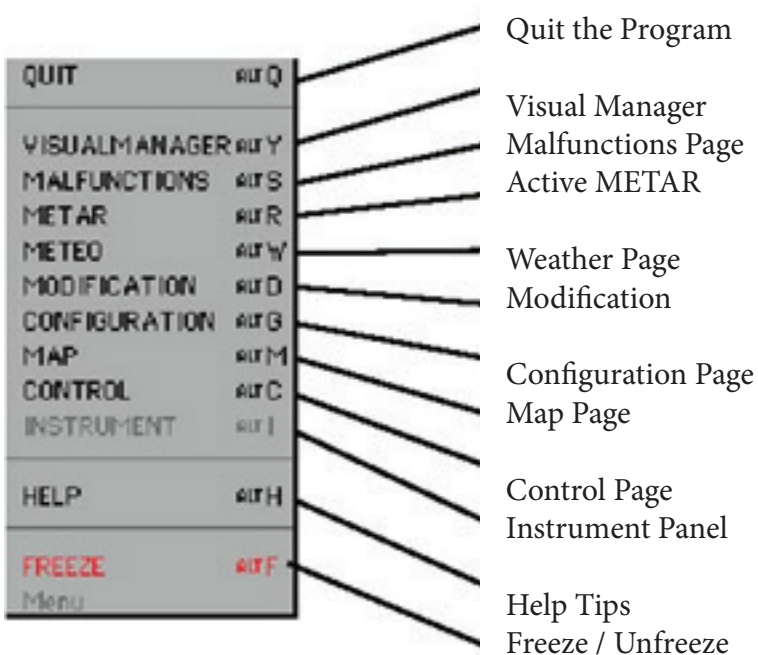 QUIT ALT Q
VISUALMANAGER ALT Y
MALFUNCTIONS ALT S
METAR ALT R
METEO ALT W
MODIFICATION ALT D
CONFIGURATION ALT G
MAP ALT M
CONTROL ALT C
INSTRUMENT ALT I
HELP ALT H
FREEZE ALT F
Menu
Quit the Program
Visual Manager
Malfunctions Page
Active METAR
Weather Page
Modification
Configuration Page
Map Page
Control Page
Instrument Panel
Help Tips
Freeze / Unfreeze